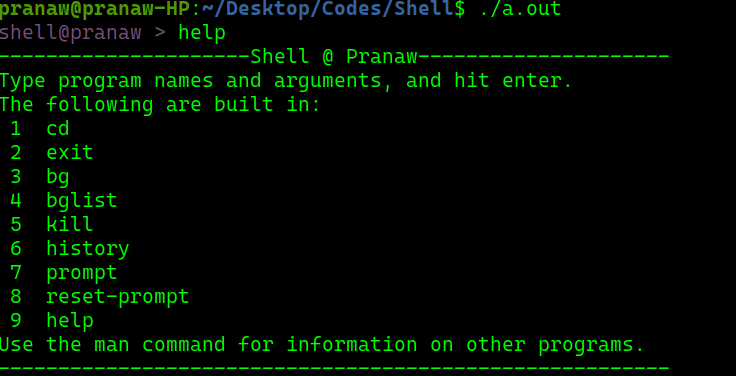 pranaw@pranaw-HP:~/Desktop/Codes/Shell$ ./a.out
shell@pranaw > help
---------------------Shell @ Pranaw---------------------
Type program names and arguments, and hit enter.
The following are built in:
 1  cd
 2  exit
 3  bg
 4  bglist
 5  kill
 6  history
 7  prompt
 8  reset-prompt
 9  help
Use the man command for information on other programs.
--------------------------------------------------------